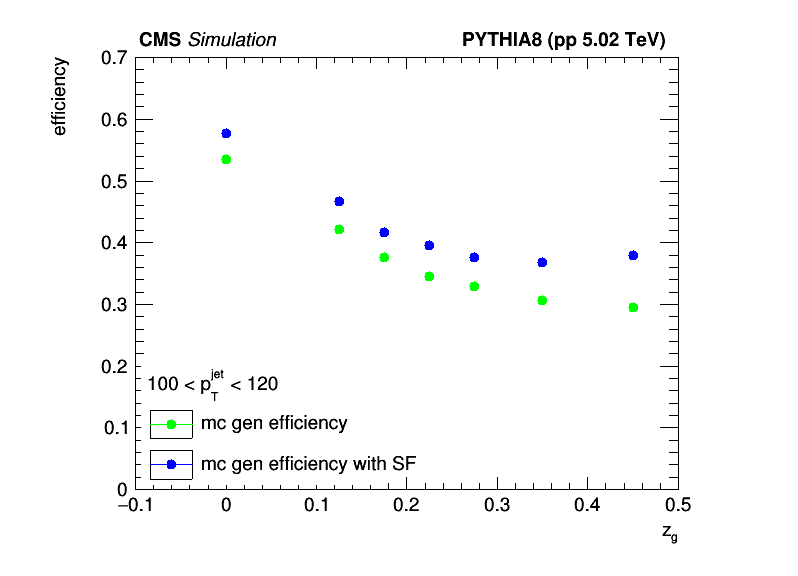 CMS Simulation PYTHIA8 (pp 5.02 TeV)
efficiency
0.7
0.6
0.5
0.4
0.3
0.2
0.1
0
100 < p_T^jet < 120
mc gen efficiency
mc gen efficiency with SF
−0.1 0 0.1 0.2 0.3 0.4 0.5
z_g